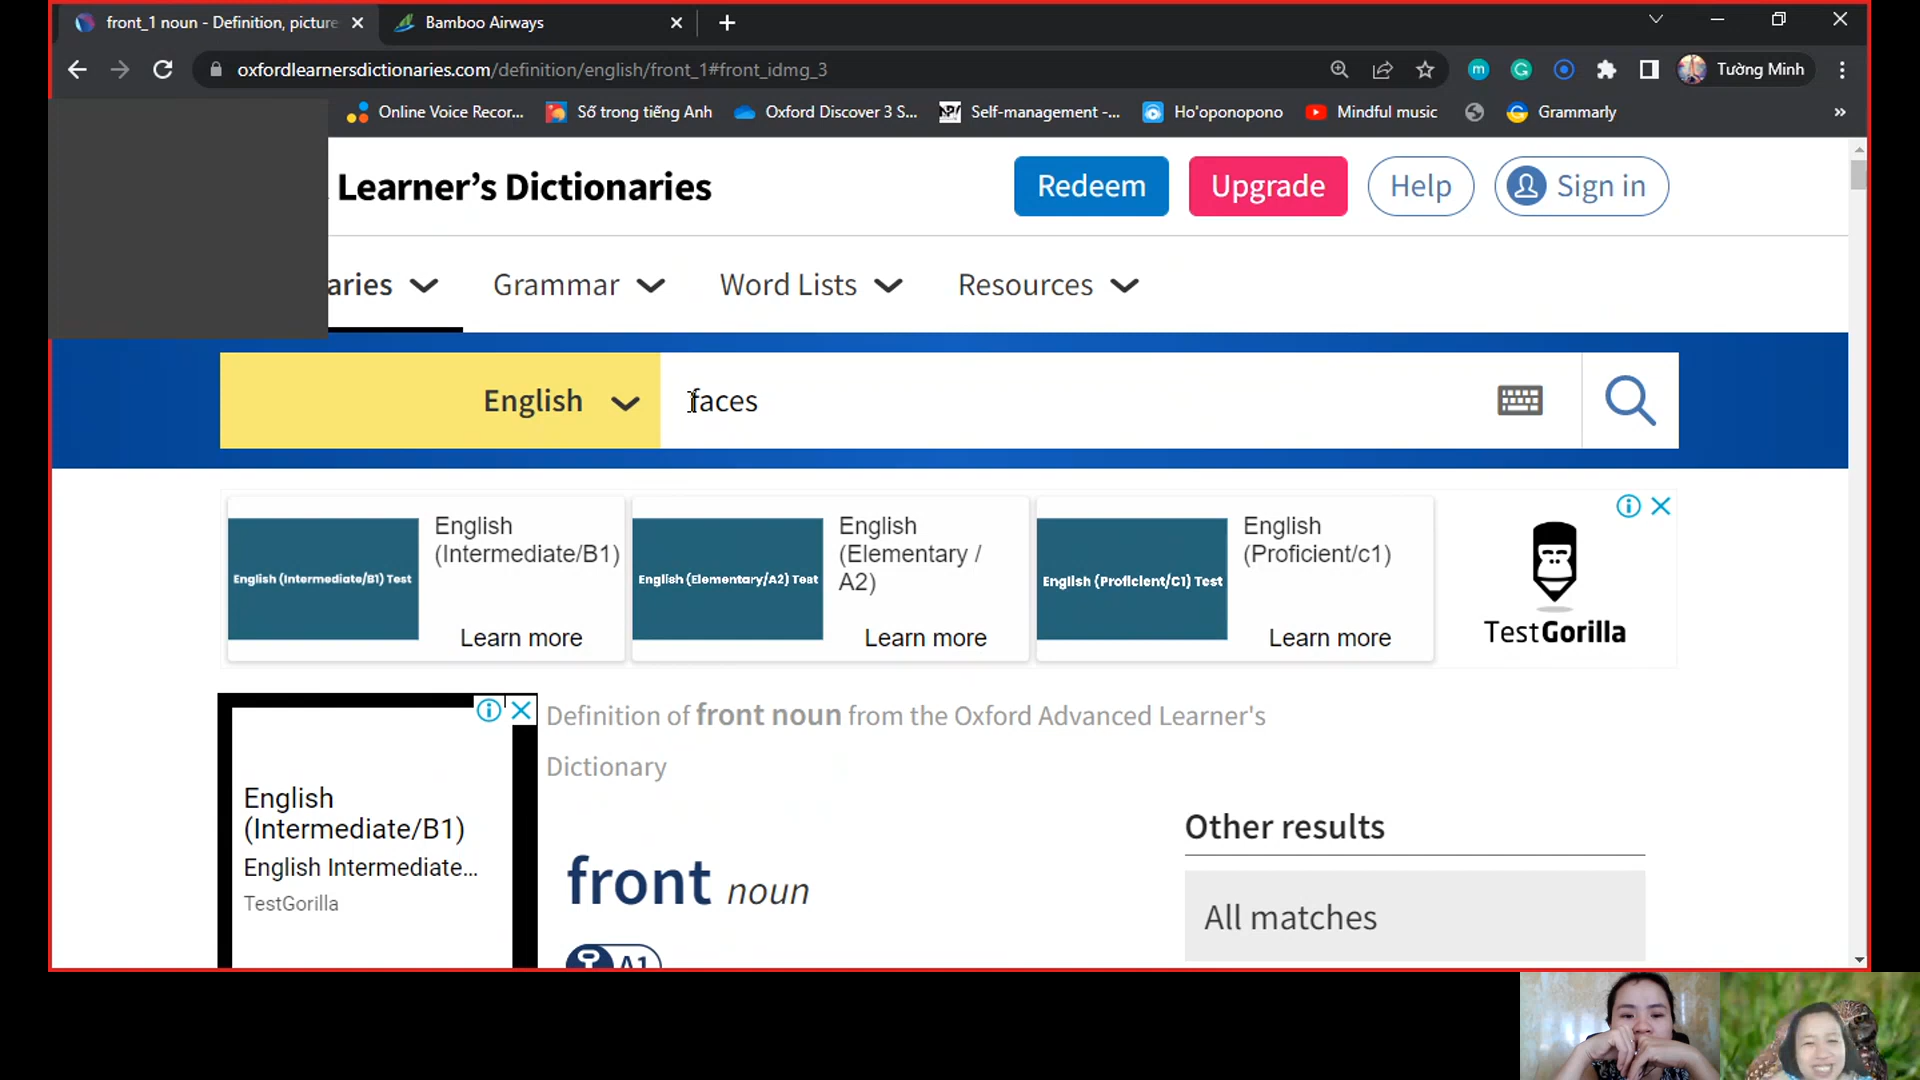 front_1 noun - Definition, picture
Bamboo Airways
oxfordlearnersdictionaries.com/definition/english/front_1#front_idmg_3
Tường Minh
Online Voice Recor...
Số trong tiếng Anh
Oxford Discover 3 S...
Self-management -...
Ho'oponopono
Mindful music
Grammarly
Learner's Dictionaries
Redeem
Upgrade
Help
Sign in
aries
Grammar
Word Lists
Resources
English
faces
English (Intermediate/B1) Test
English
(Intermediate/B1)
Learn more
English (Elementary/A2) Test
English
(Elementary /
A2)
Learn more
English (Proficient/C1) Test
English
(Proficient/c1)
Learn more
TestGorilla
English
(Intermediate/B1)
English Intermediate...
TestGorilla
Definition of front noun from the Oxford Advanced Learner's
Dictionary
front noun
A1
Other results
All matches